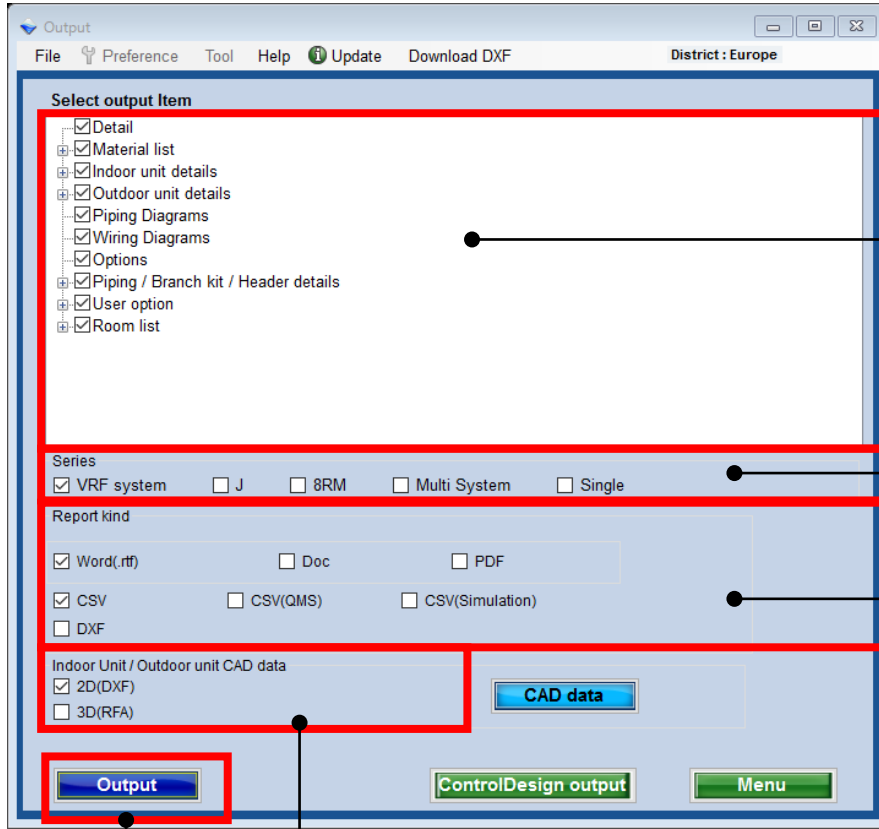 Output
File Preference Tool Help Update Download DXF District : Europe
Select output Item
Detail
Material list
Indoor unit details
Outdoor unit details
Piping Diagrams
Wiring Diagrams
Options
Piping / Branch kit / Header details
User option
Room list
Series
VRF system J 8RM Multi System Single
Report kind
Word(.rtf) Doc PDF
CSV CSV(QMS) CSV(Simulation)
DXF
Indoor Unit / Outdoor unit CAD data
2D(DXF)
CAD data
3D(RFA)
Output ControlDesign output Menu